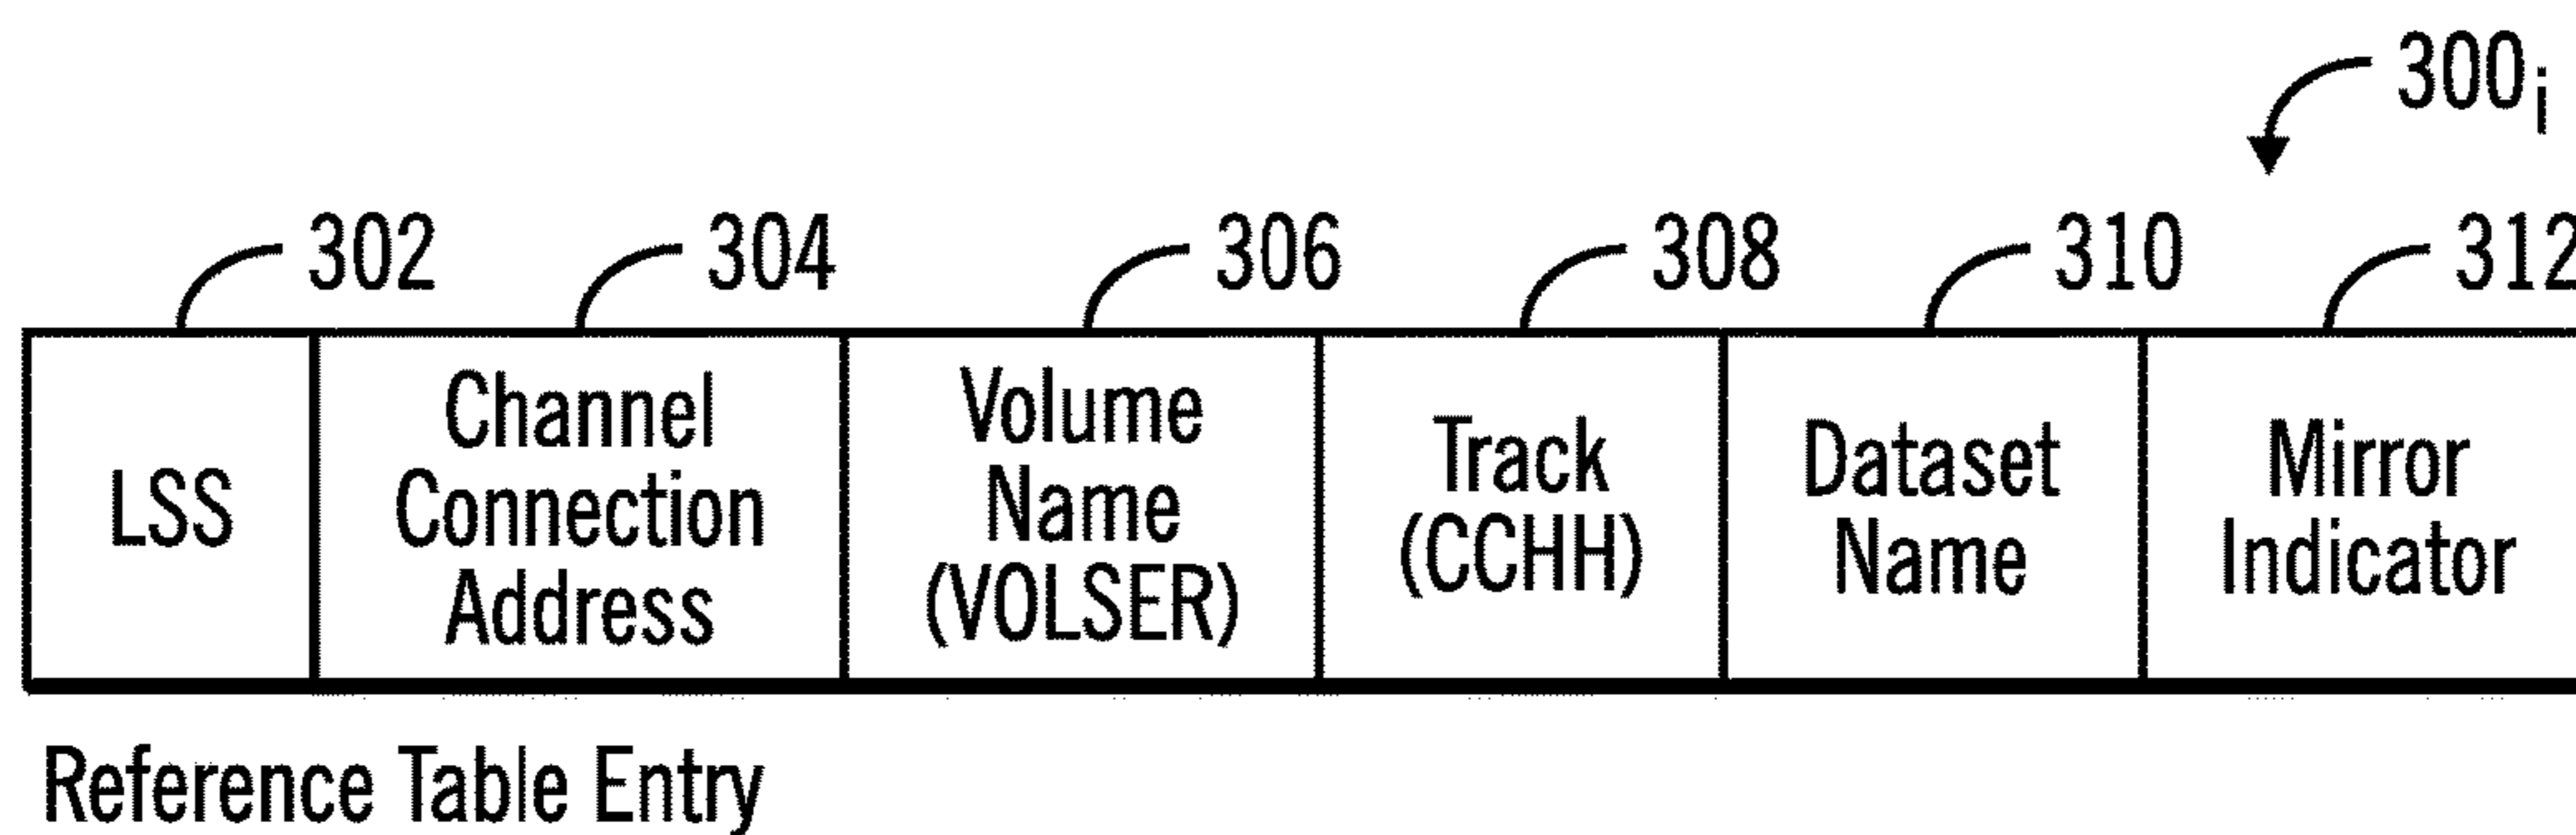 300i
302 304 306 308 310 312
LSS
Channel
Connection
Address
Volume
Name
(VOLSER)
Track
(CCHH)
Dataset
Name
Mirror
Indicator
Reference Table Entry